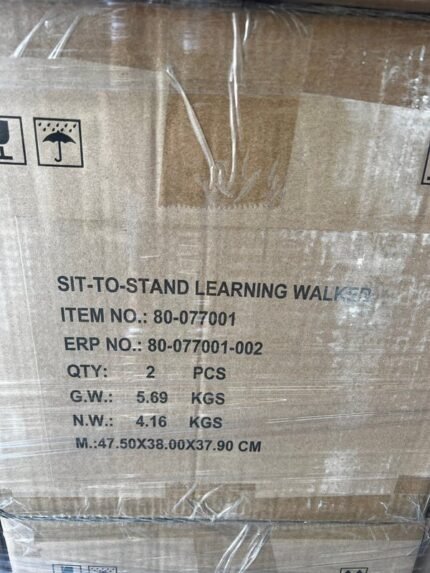 SIT-TO-STAND LEARNING WALKER
ITEM NO.: 80-077001
ERP NO.: 80-077001-002
QTY: 2 PCS
G.W.: 5.69 KGS
N.W.: 4.16 KGS
M.:47.50X38.00X37.90 CM